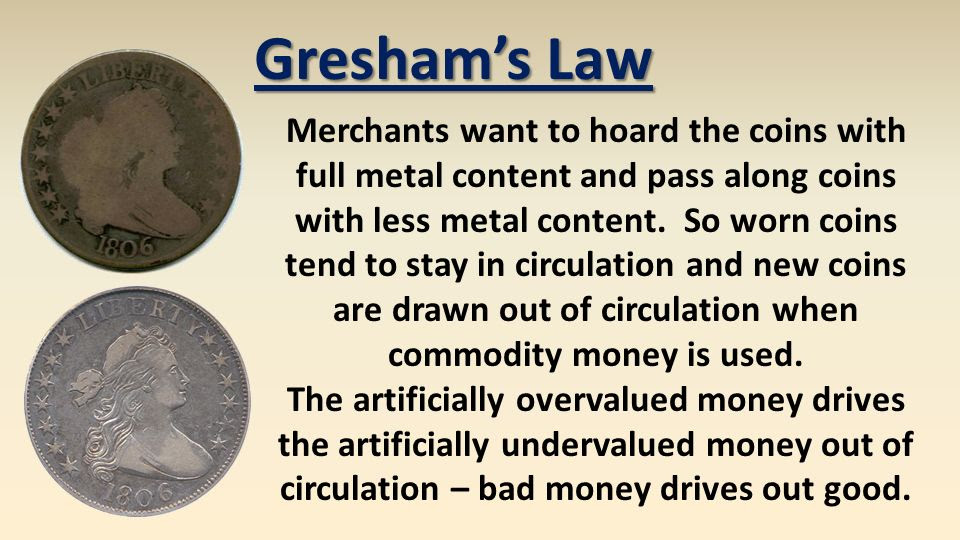 Gresham’s Law
Merchants want to hoard the coins with
full metal content and pass along coins
with less metal content.  So worn coins
tend to stay in circulation and new coins
are drawn out of circulation when
commodity money is used.
The artificially overvalued money drives
the artificially undervalued money out of
circulation – bad money drives out good.
LIBERTY
1806
LIBERTY
1806